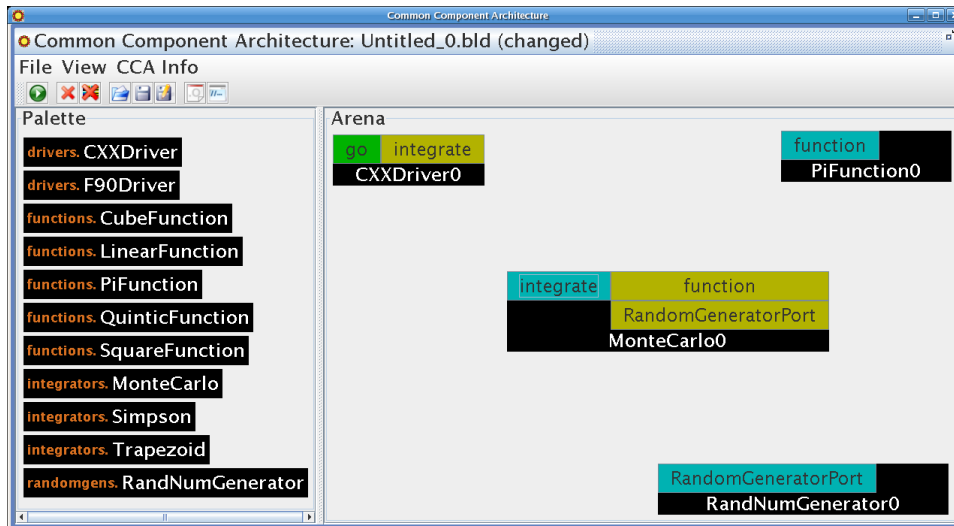 Common Component Architecture
Common Component Architecture: Untitled_0.bld (changed)
File View CCA Info
Palette
drivers. CXXDriver
drivers. F90Driver
functions. CubeFunction
functions. LinearFunction
functions. PiFunction
functions. QuinticFunction
functions. SquareFunction
integrators. MonteCarlo
integrators. Simpson
integrators. Trapezoid
randomgens. RandNumGenerator
Arena
go integrate
CXXDriver0
function
PiFunction0
integrate function
RandomGeneratorPort
MonteCarlo0
RandomGeneratorPort
RandNumGenerator0